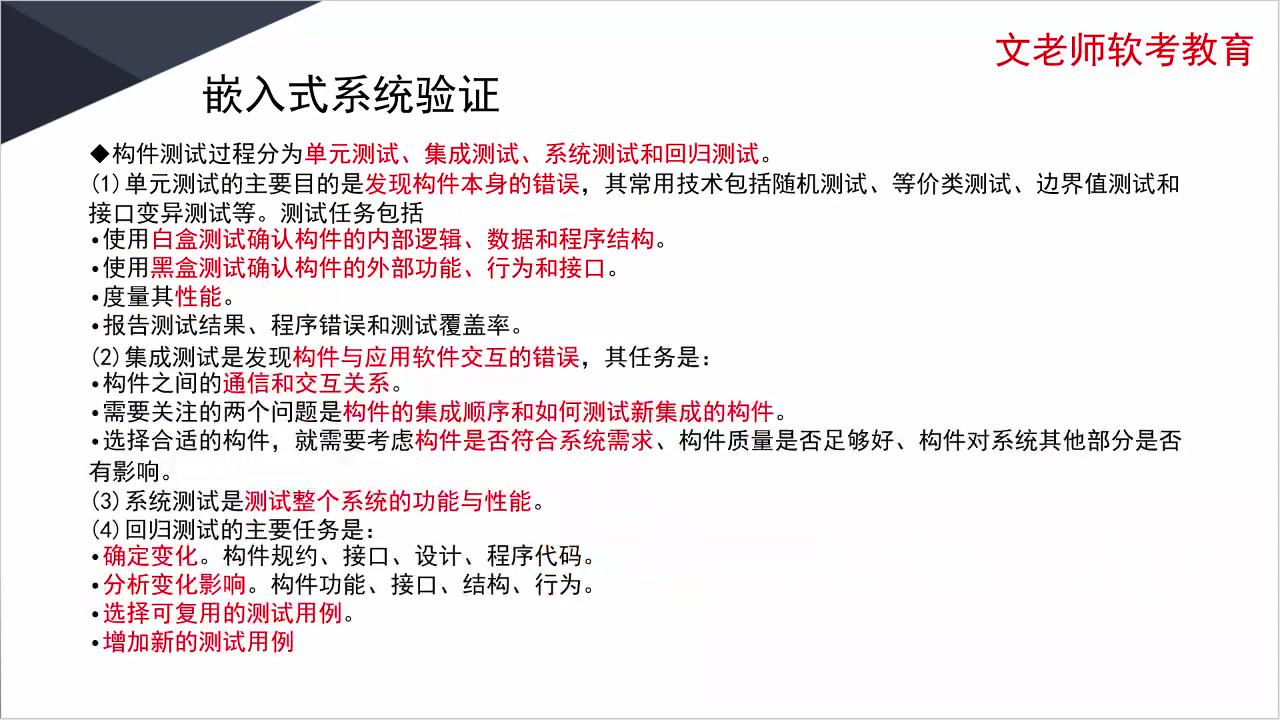 文老师软考教育
嵌入式系统验证
◆构件测试过程分为单元测试、集成测试、系统测试和回归测试。
(1)单元测试的主要目的是发现构件本身的错误，其常用技术包括随机测试、等价类测试、边界值测试和
接口变异测试等。测试任务包括
•使用白盒测试确认构件的内部逻辑、数据和程序结构。
•使用黑盒测试确认构件的外部功能、行为和接口。
•度量其性能。
•报告测试结果、程序错误和测试覆盖率。
(2)集成测试是发现构件与应用软件交互的错误，其任务是：
•构件之间的通信和交互关系。
•需要关注的两个问题是构件的集成顺序和如何测试新集成的构件。
•选择合适的构件，就需要考虑构件是否符合系统需求、构件质量是否足够好、构件对系统其他部分是否
有影响。
(3)系统测试是测试整个系统的功能与性能。
(4)回归测试的主要任务是：
•确定变化。构件规约、接口、设计、程序代码。
•分析变化影响。构件功能、接口、结构、行为。
•选择可复用的测试用例。
•增加新的测试用例